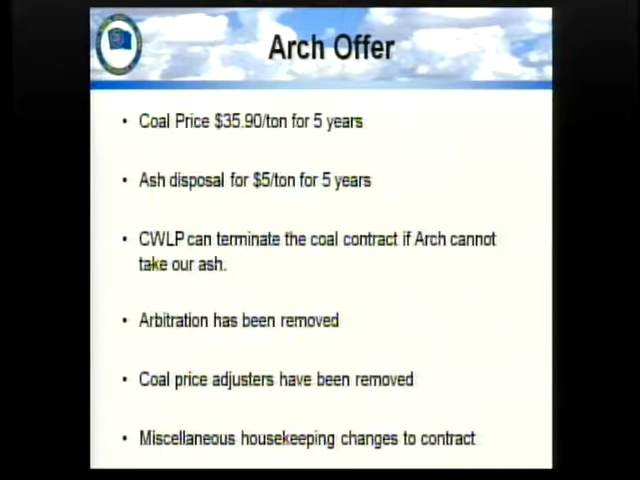 Arch Offer
• Coal Price $35.90/ton for 5 years
• Ash disposal for $5/ton for 5 years
• CWLP can terminate the coal contract if Arch cannot
take our ash.
• Arbitration has been removed
• Coal price adjusters have been removed
• Miscellaneous housekeeping changes to contract